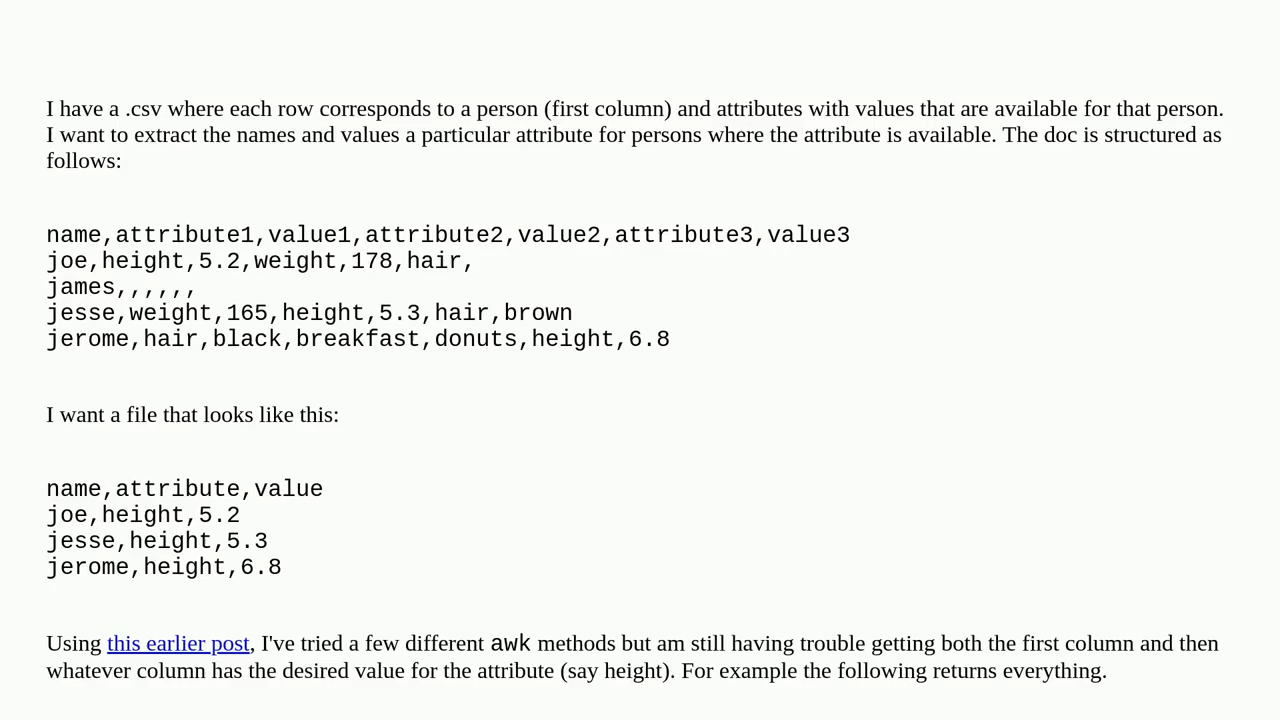 I have a .csv where each row corresponds to a person (first column) and attributes with values that are available for that person.
I want to extract the names and values a particular attribute for persons where the attribute is available. The doc is structured as
follows:
name,attribute1,value1,attribute2,value2,attribute3,value3
joe,height,5.2,weight,178,hair,
james,,,,,,
jesse,weight,165,height,5.3,hair,brown
jerome,hair,black,breakfast,donuts,height,6.8
I want a file that looks like this:
name,attribute,value
joe,height,5.2
jesse,height,5.3
jerome,height,6.8
Using this earlier post, I've tried a few different awk methods but am still having trouble getting both the first column and then
whatever column has the desired value for the attribute (say height). For example the following returns everything.